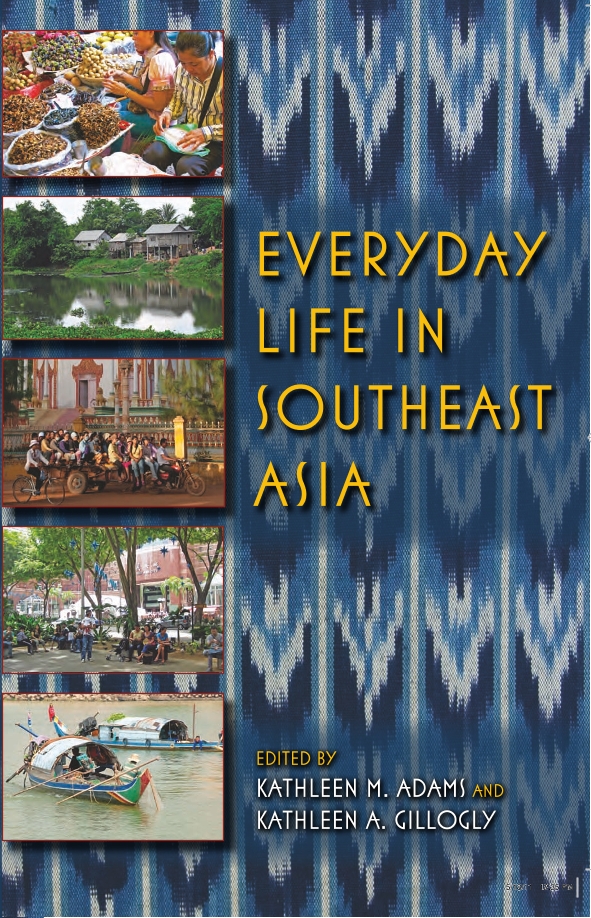 EVERYDAY
LIFE IN
SOUTHEAST
ASIA
EDITED BY
KATHLEEN M. ADAMS AND
KATHLEEN A. GILLOGLY